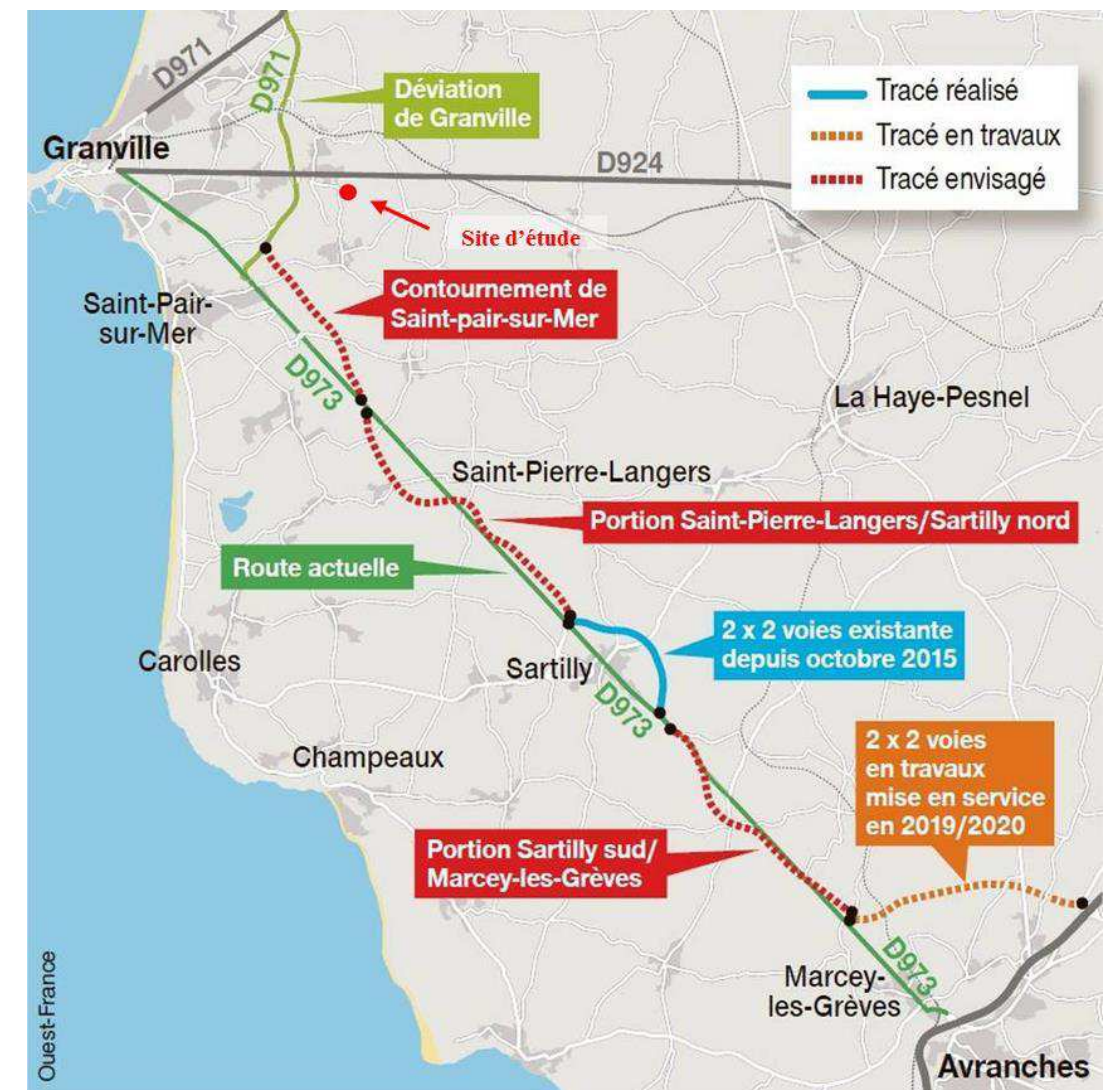 D971
D971
Déviation
de Granville
Tracé réalisé
Tracé en travaux
Tracé envisagé
Granville
D924
Site d'étude
Contournement de
Saint-pair-sur-Mer
Saint-Pair-
sur-Mer
D973
La Haye-Pesnel
Saint-Pierre-Langers
Portion Saint-Pierre-Langers/Sartilly nord
Route actuelle
2 x 2 voies existante
depuis octobre 2015
Carolles
Sartilly
D973
Champeaux
2 x 2 voies
en travaux
mise en service
en 2019/2020
Portion Sartilly sud/
Marcey-les-Grèves
Marcey-
les-Grèves
D973
Avranches
Ouest-France